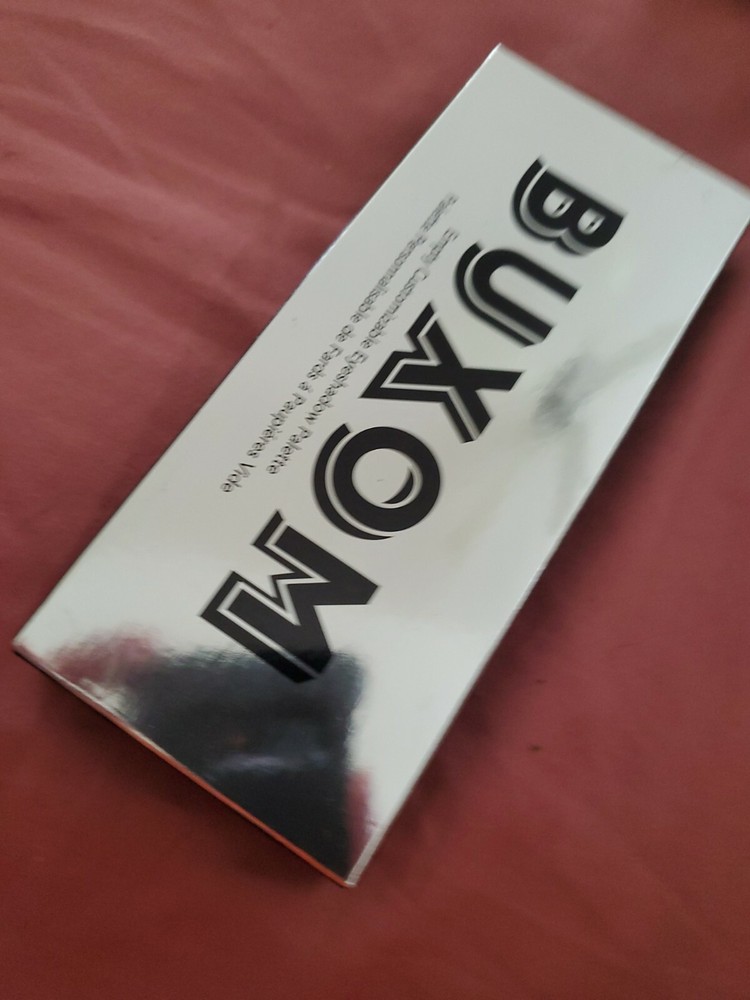 BUXOM
Empty Customizable Eyeshadow Palette
Palette Personnalisable de Fards à Paupières Vide